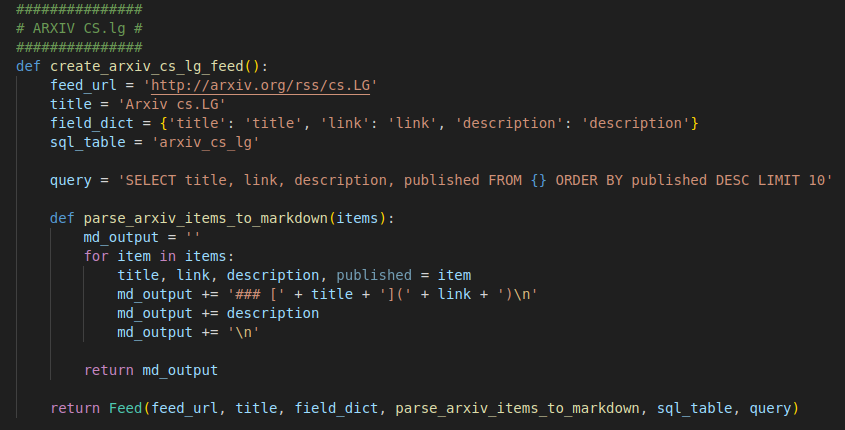 ###############
# ARXIV CS.lg #
###############
def create_arxiv_cs_lg_feed():
    feed_url = 'http://arxiv.org/rss/cs.LG'
    title = 'Arxiv cs.LG'
    field_dict = {'title': 'title', 'link': 'link', 'description': 'description'}
    sql_table = 'arxiv_cs_lg'

    query = 'SELECT title, link, description, published FROM {} ORDER BY published DESC LIMIT 10'

    def parse_arxiv_items_to_markdown(items):
        md_output = ''
        for item in items:
            title, link, description, published = item
            md_output += '### [' + title + '](' + link + ')\n'
            md_output += description
            md_output += '\n'

        return md_output

    return Feed(feed_url, title, field_dict, parse_arxiv_items_to_markdown, sql_table, query)